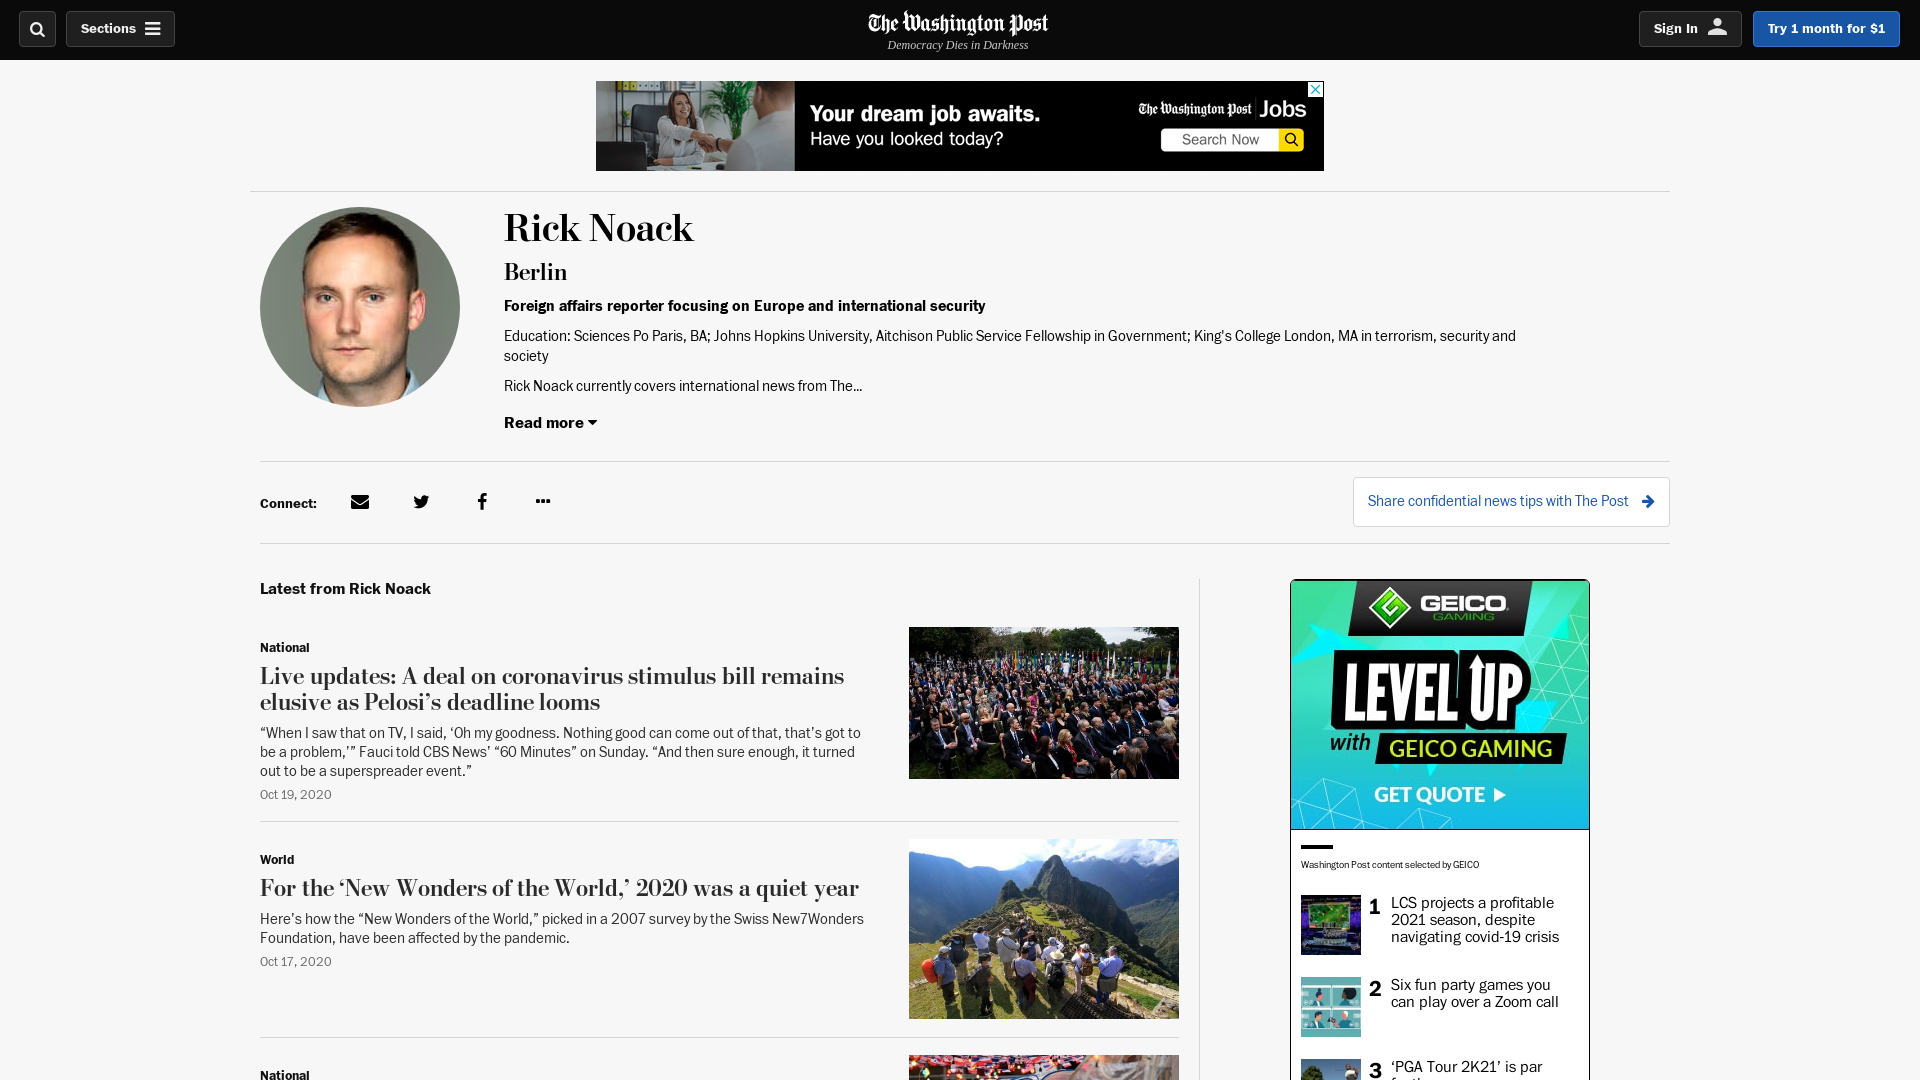 Sections
The Washington Post
Democracy Dies in Darkness
Sign In
Try 1 month for $1
Your dream job awaits.
Have you looked today?
The Washington Post Jobs
Search Now
Rick Noack
Berlin
Foreign affairs reporter focusing on Europe and international security
Education: Sciences Po Paris, BA; Johns Hopkins University, Aitchison Public Service Fellowship in Government; King's College London, MA in terrorism, security and
society
Rick Noack currently covers international news from The...
Read more
Connect:
Share confidential news tips with The Post
Latest from Rick Noack
National
Live updates: A deal on coronavirus stimulus bill remains
elusive as Pelosi’s deadline looms
“When I saw that on TV, I said, ‘Oh my goodness. Nothing good can come out of that, that’s got to
be a problem,’” Fauci told CBS News’ “60 Minutes” on Sunday. “And then sure enough, it turned
out to be a superspreader event.”
Oct 19, 2020
World
For the ‘New Wonders of the World,’ 2020 was a quiet year
Here’s how the “New Wonders of the World,” picked in a 2007 survey by the Swiss New7Wonders
Foundation, have been affected by the pandemic.
Oct 17, 2020
National
GEICO
GAMING
LEVEL UP
with GEICO GAMING
GET QUOTE
Washington Post content selected by GEICO
1 LCS projects a profitable
2021 season, despite
navigating covid-19 crisis
2 Six fun party games you
can play over a Zoom call
3 ‘PGA Tour 2K21’ is par